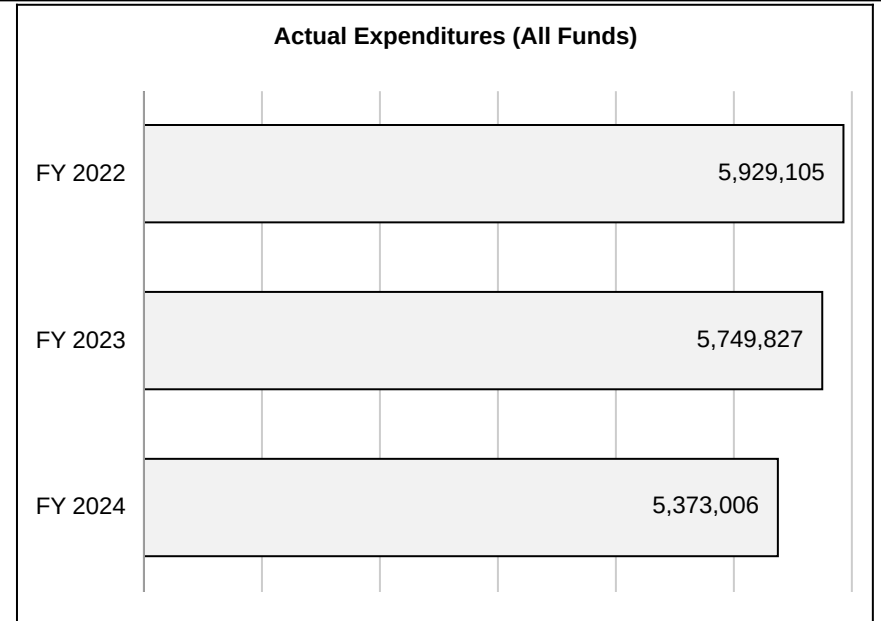 Actual Expenditures (All Funds)
FY 2022
5,929,105
FY 2023
5,749,827
FY 2024
5,373,006